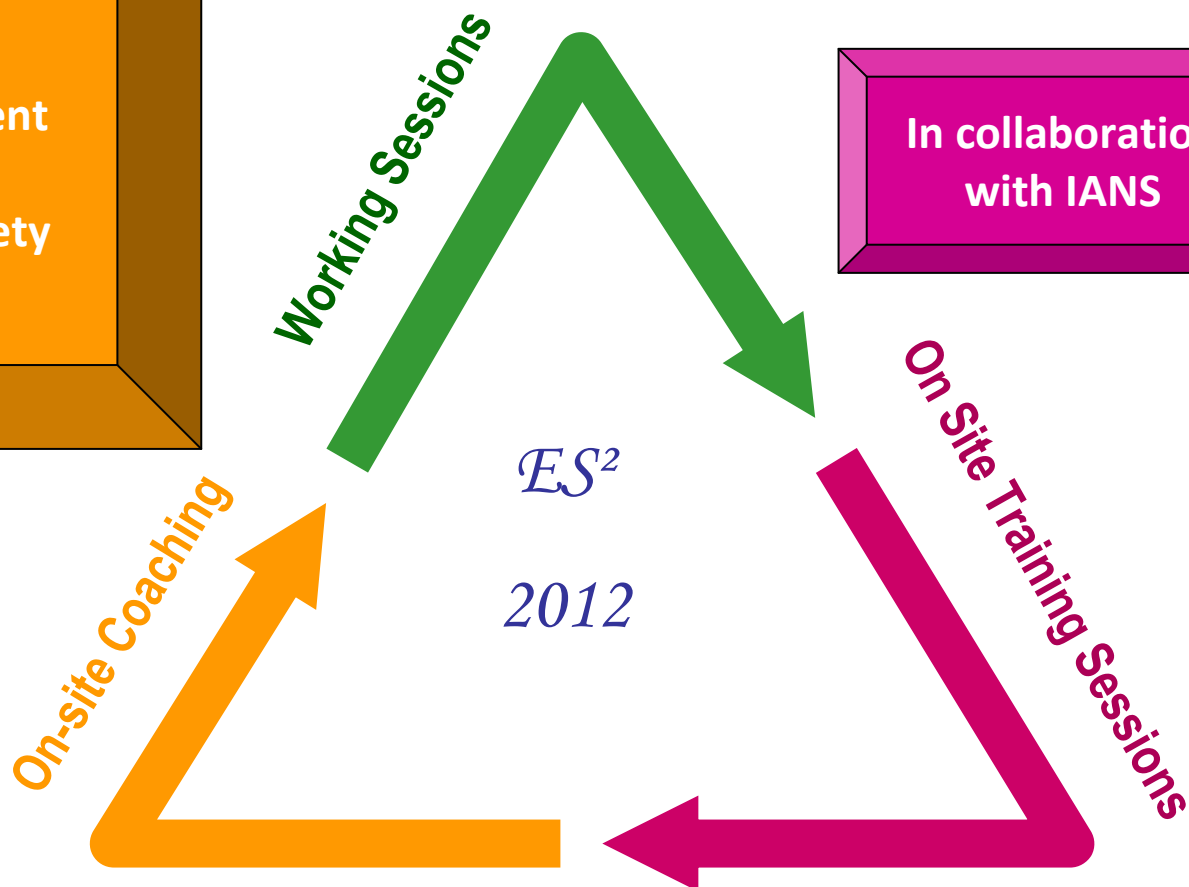 Working Sessions
In collaboratio
with IANS
On Site Training Sessions
ES²
2012
On-site Coaching
ent
ety